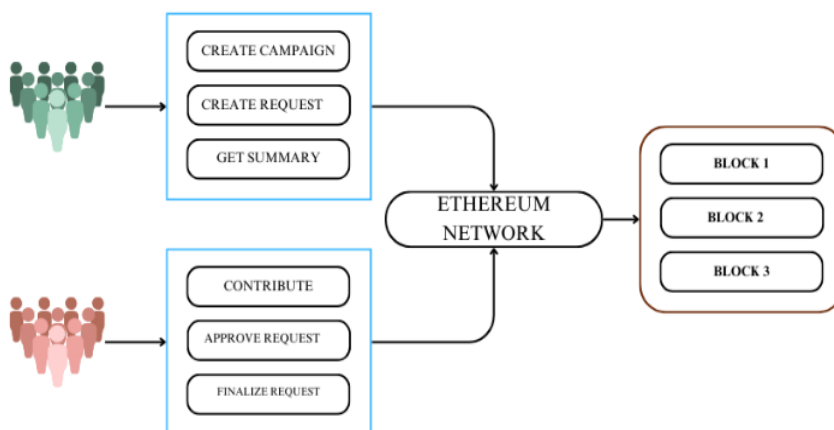 CREATE CAMPAIGN
CREATE REQUEST
GET SUMMARY
ETHEREUM
NETWORK
BLOCK 1
BLOCK 2
BLOCK 3
CONTRIBUTE
APPROVE REQUEST
FINALIZE REQUEST